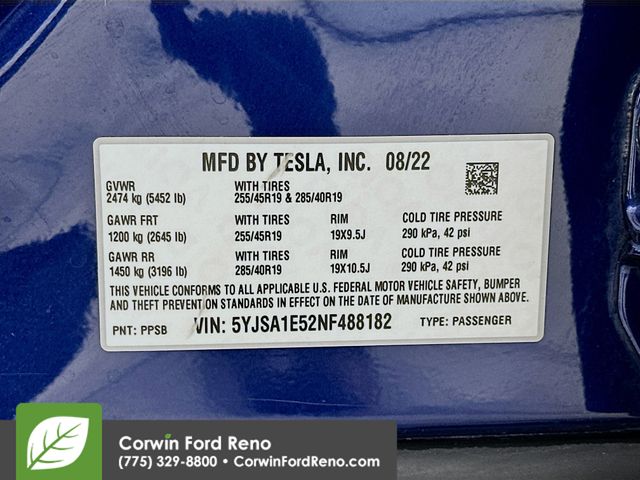 MFD BY TESLA, INC. 08/22
GVWR WITH TIRES
2474 kg (5452 lb) 255/45R19 & 285/40R19
GAWR FRT WITH TIRES RIM COLD TIRE PRESSURE
1200 kg (2645 lb) 255/45R19 19X9.5J 290 kPa, 42 psi
GAWR RR WITH TIRES RIM COLD TIRE PRESSURE
1450 kg (3196 lb) 285/40R19 19X10.5J 290 kPa, 42 psi
THIS VEHICLE CONFORMS TO ALL APPLICABLE U.S. FEDERAL MOTOR VEHICLE SAFETY, BUMPER
AND THEFT PREVENTION STANDARDS IN EFFECT ON THE DATE OF MANUFACTURE SHOWN ABOVE.
PNT: PPSB VIN: 5YJSA1E52NF488182 TYPE: PASSENGER
Corwin Ford Reno
(775) 329-8800 • CorwinFordReno.com